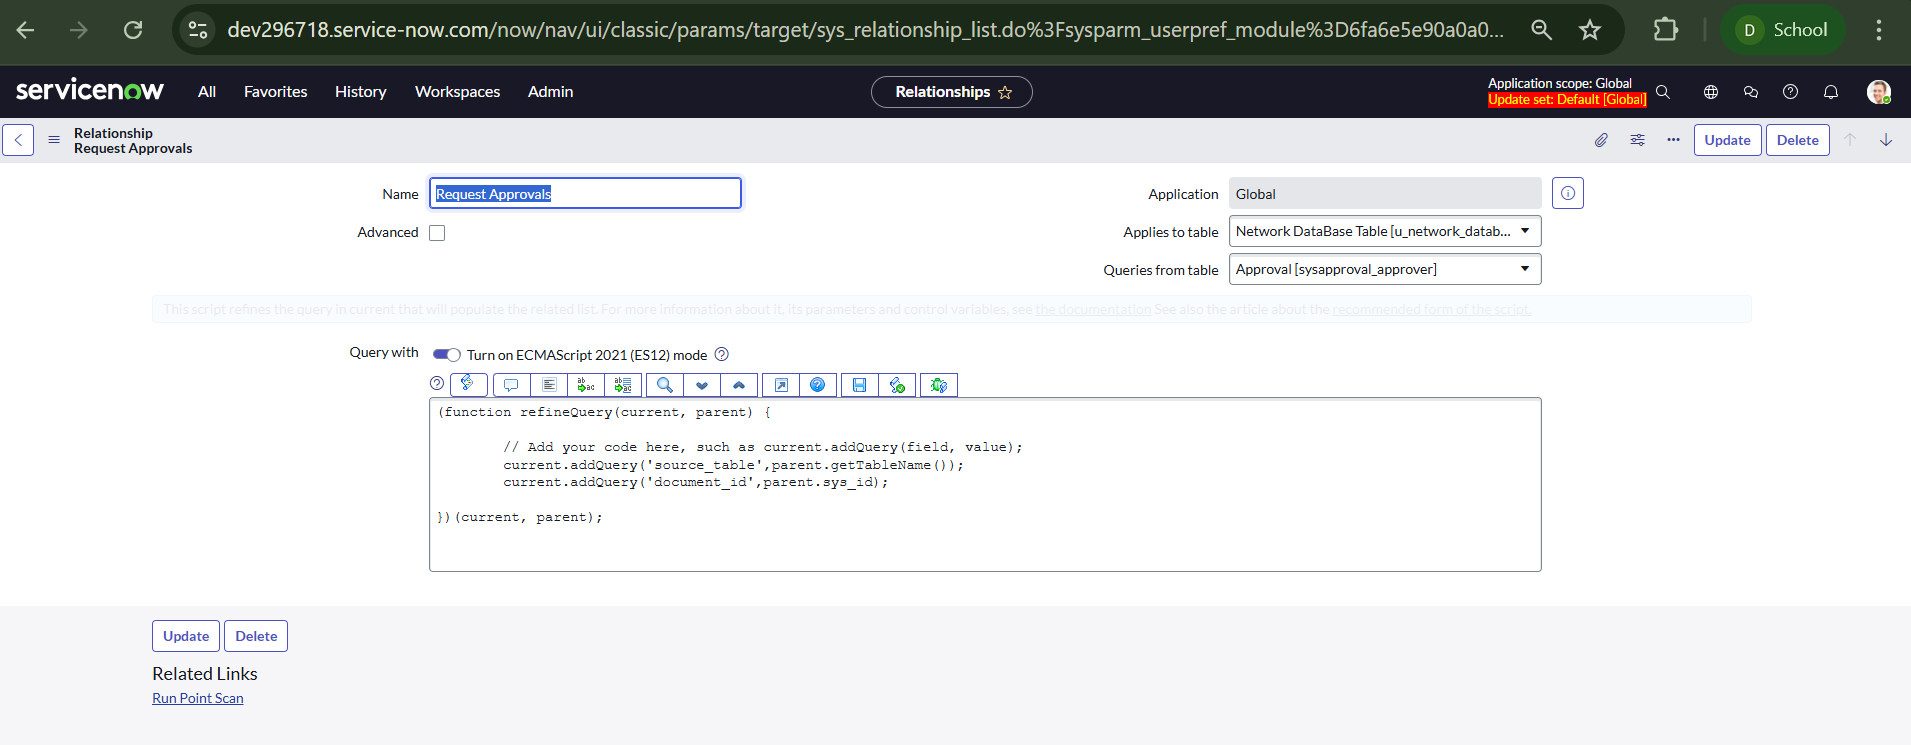 dev296718.service-now.com/now/nav/ui/classic/params/target/sys_relationship_list.do%3Fsysparm_userpref_module%3D6fa6e5e90a0a0...
D School
servicenow All Favorites History Workspaces Admin
Relationships
Application scope: Global
Update set: Default [Global]
Relationship
Request Approvals
Update Delete
Name Request Approvals
Application Global
Advanced
Applies to table Network DataBase Table [u_network_datab...
Queries from table Approval [sysapproval_approver]
This script refines the query in current that will populate the related list. For more information about it, its parameters and control variables, see the documentation See also the article about the recommended form of the script.
Query with Turn on ECMAScript 2021 (ES12) mode
(function refineQuery(current, parent) {
// Add your code here, such as current.addQuery(field, value);
current.addQuery('source_table',parent.getTableName());
current.addQuery('document_id',parent.sys_id);
})(current, parent);
Update Delete
Related Links
Run Point Scan